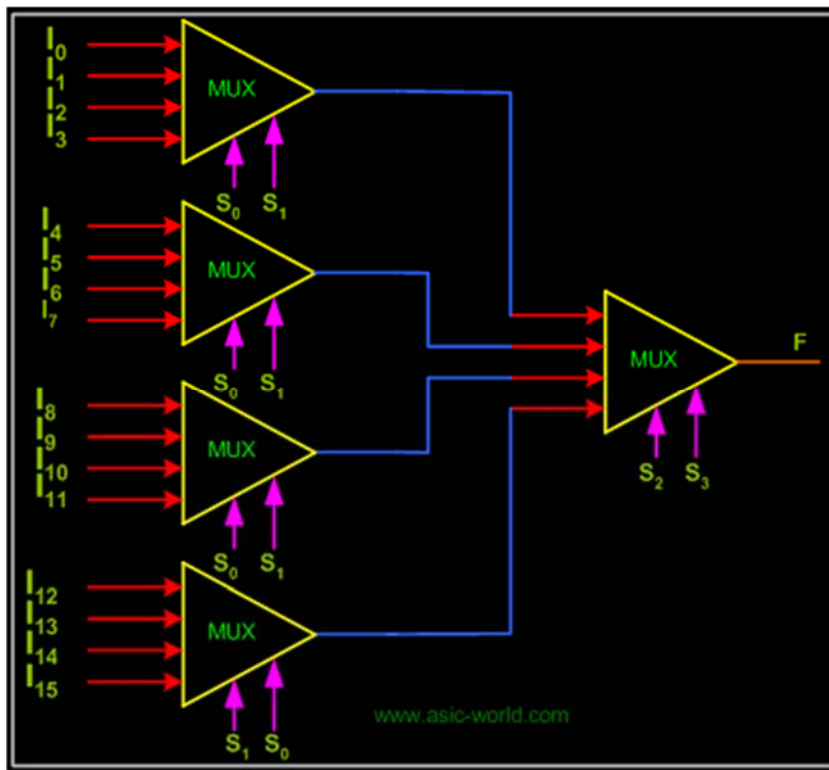 I0
I1
I2
I3
MUX
S0 S1
I4
I5
I6
I7
MUX
S0 S1
I8
I9
I10
I11
MUX
S0 S1
I12
I13
I14
I15
MUX
S1 S0
MUX
F
S2 S3
www.asic-world.com